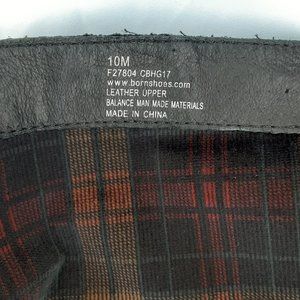 10M
F27804 CBHG17
www.bornshoes.com
LEATHER UPPER
BALANCE MAN MADE MATERIALS
MADE IN CHINA